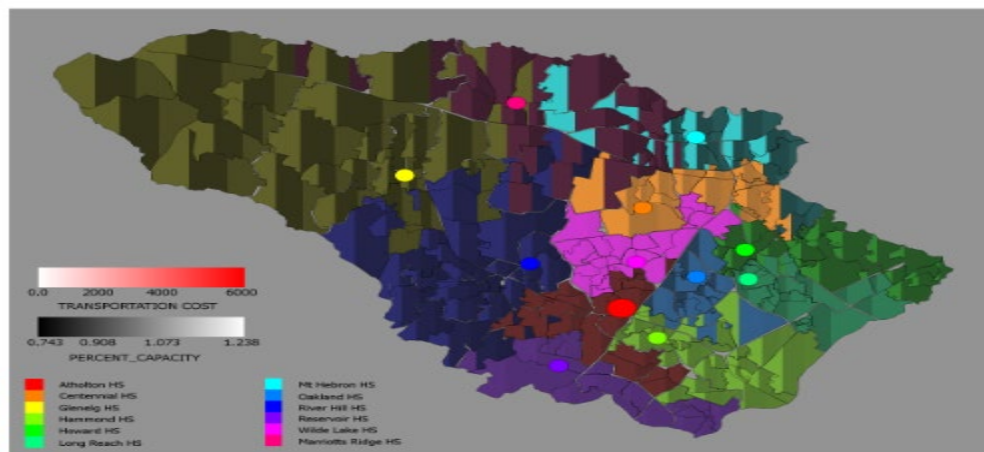 0.0 2000 4000 6000
TRANSPORTATION COST
0.743 0.908 1.073 1.238
PERCENT_CAPACITY
Atholton HS
Centennial HS
Glenelg HS
Hammond HS
Howard HS
Long Reach HS
Mt Hebron HS
Oakland HS
River Hill HS
Reservoir HS
Wilde Lake HS
Marriotts Ridge HS